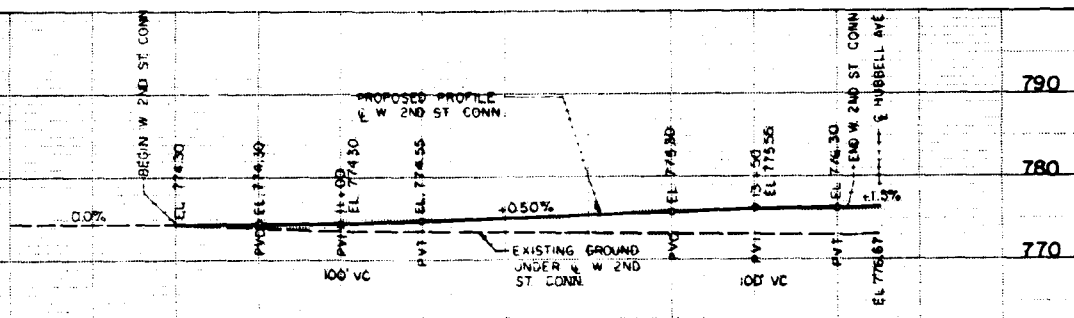 BEGIN W 2ND ST. CONN
EL 774.30
PVC EL. 774.30
PVI 11+00
EL 774.30
PVT EL. 774.55
PROPOSED PROFILE
℄ W 2ND ST CONN.
PVC EL 775.30
PVI 13+50
EL 775.55
PVT EL 776.30
END W. 2ND ST CONN
℄ HUBBELL AVE
790
780
770
0.0%
+0.50%
+1.5%
EXISTING GROUND
UNDER ℄ W 2ND
ST. CONN.
100' VC
100' VC
EL 776.67